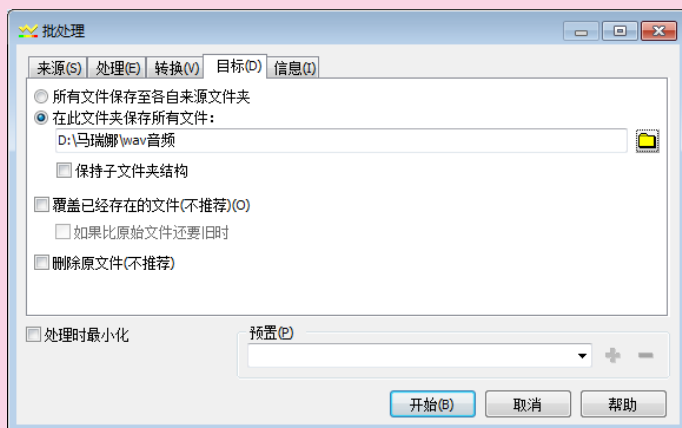 批处理
来源(S) 处理(E) 转换(V) 目标(D) 信息(I)
所有文件保存至各自来源文件夹
在此文件夹保存所有文件:
D:\马瑞娜\wav音频
保持子文件夹结构
覆盖已经存在的文件(不推荐)(O)
如果比原始文件还要旧时
删除原文件(不推荐)
处理时最小化
预置(P)
开始(B) 取消 帮助